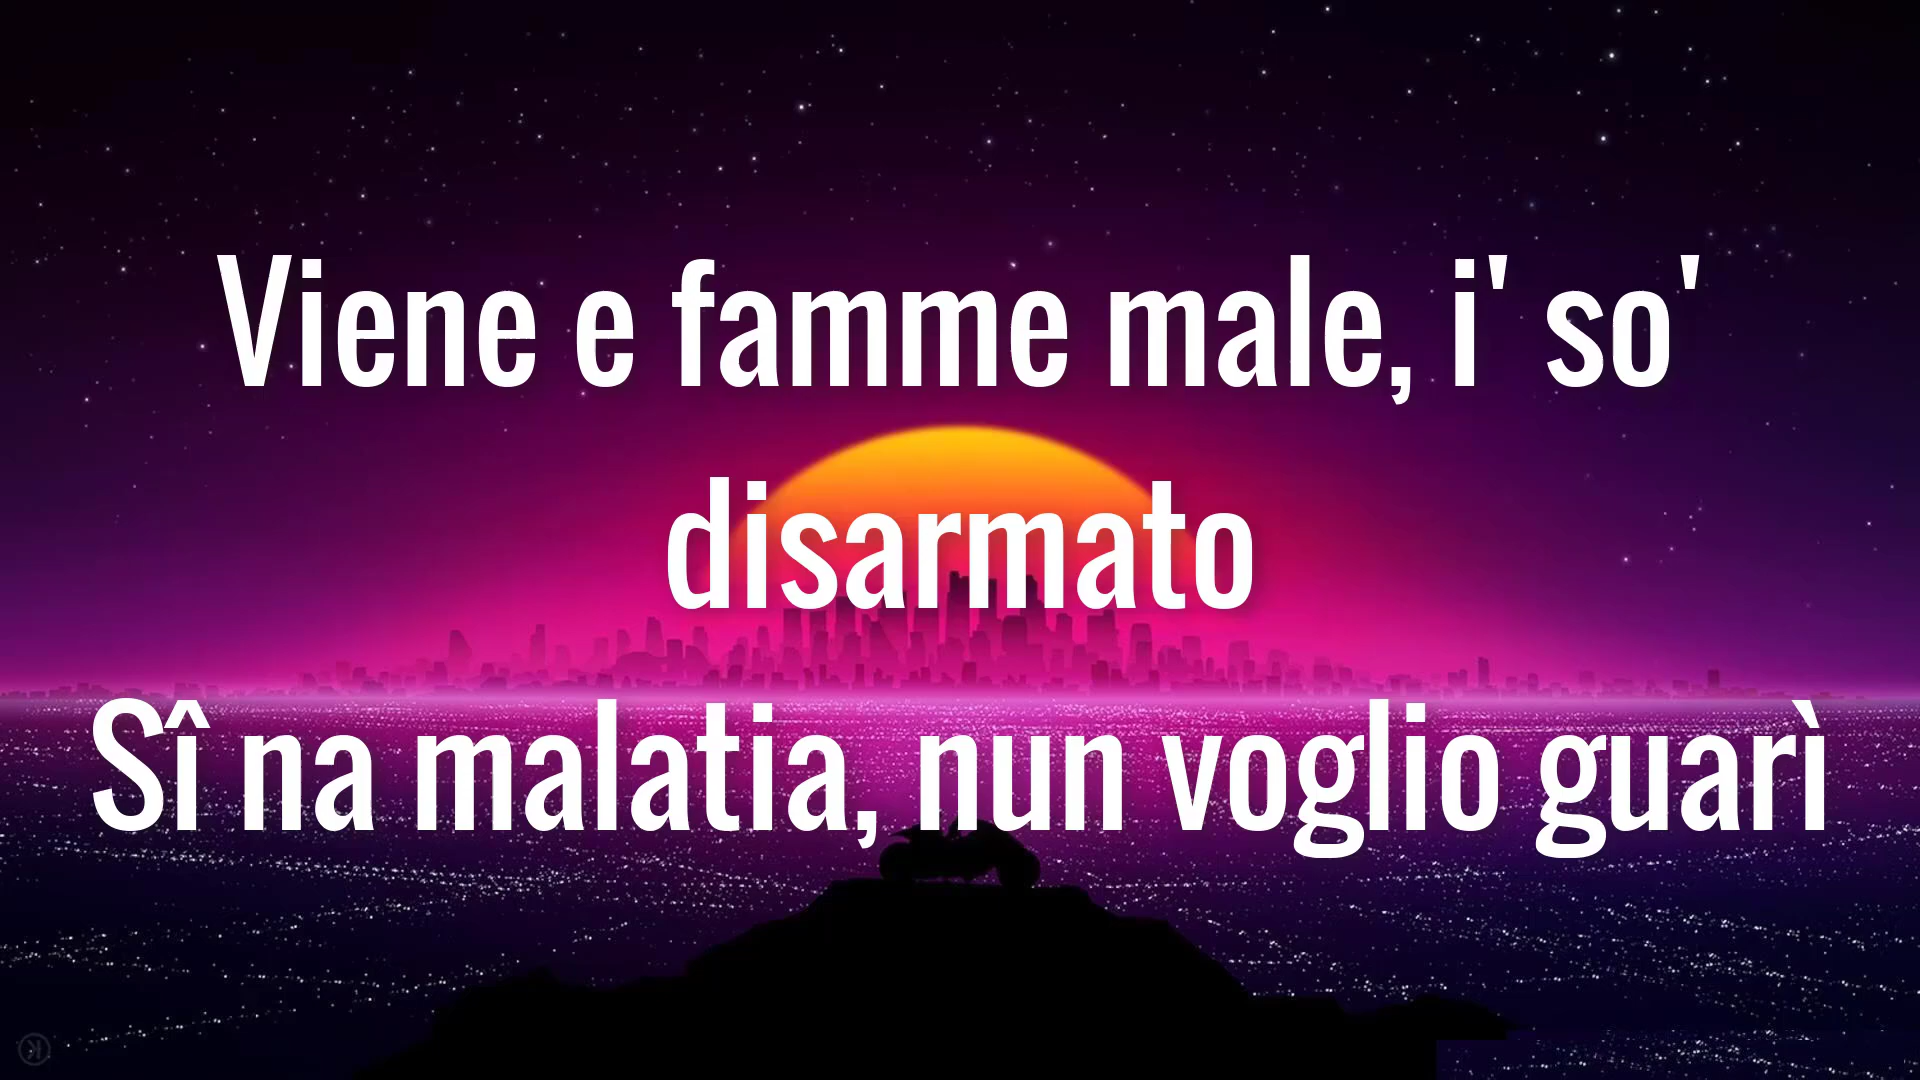 Viene e famme male, i' so'
disarmato
Sî na malatia, nun voglio guarì